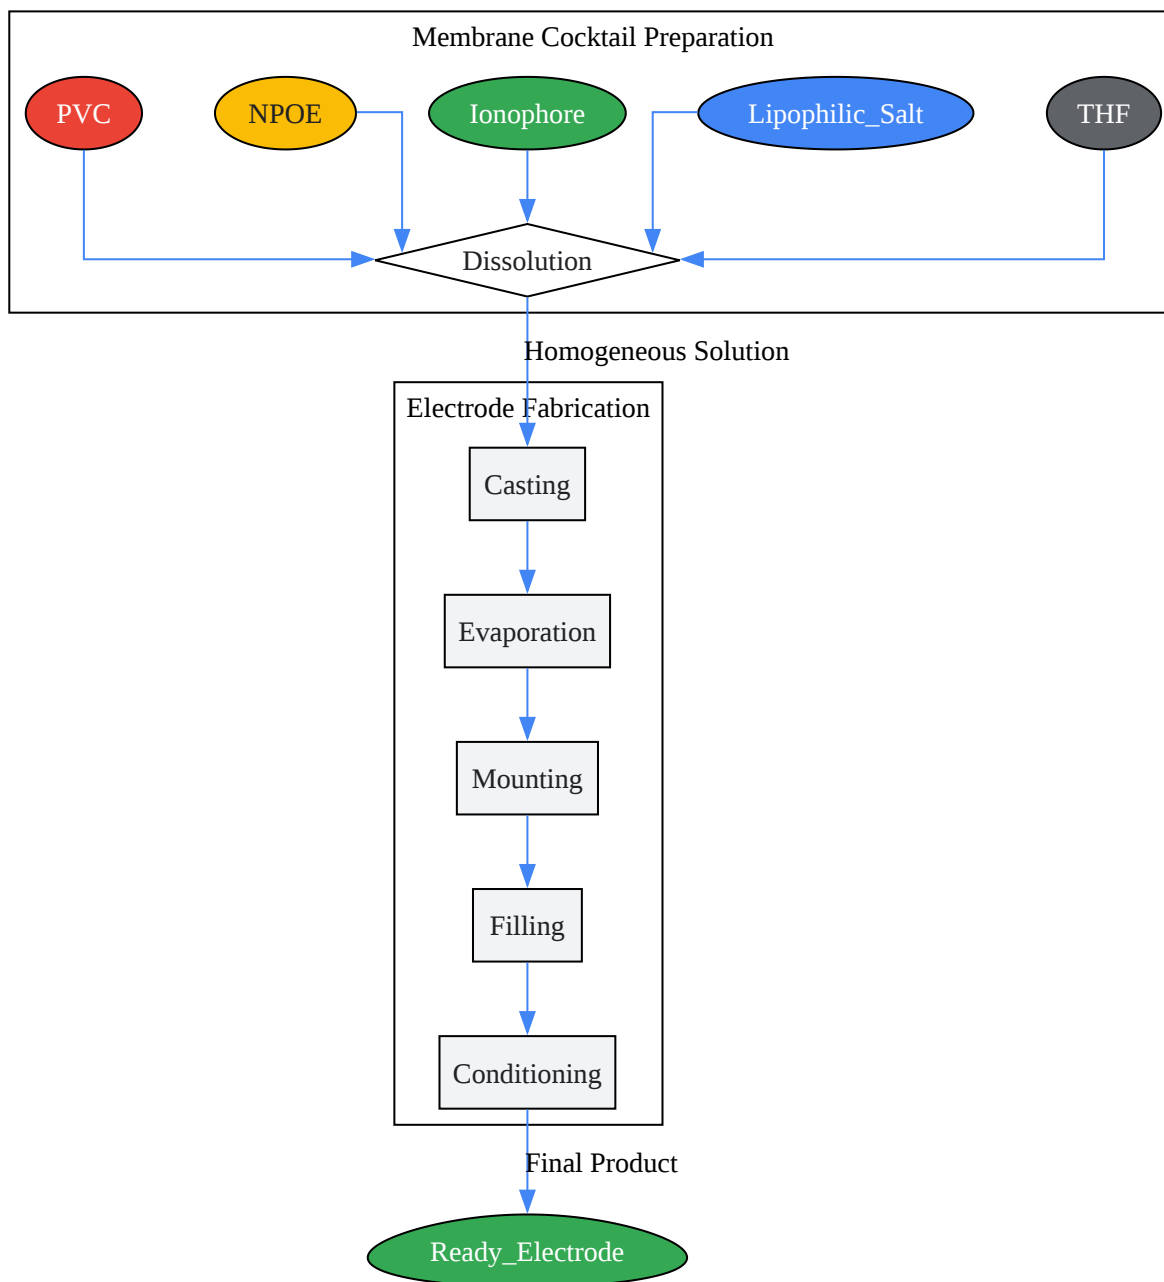 Membrane Cocktail Preparation
PVC
NPOE
Ionophore
Lipophilic_Salt
THF
Dissolution
Homogeneous Solution
Electrode Fabrication
Casting
Evaporation
Mounting
Filling
Conditioning
Final Product
Ready_Electrode